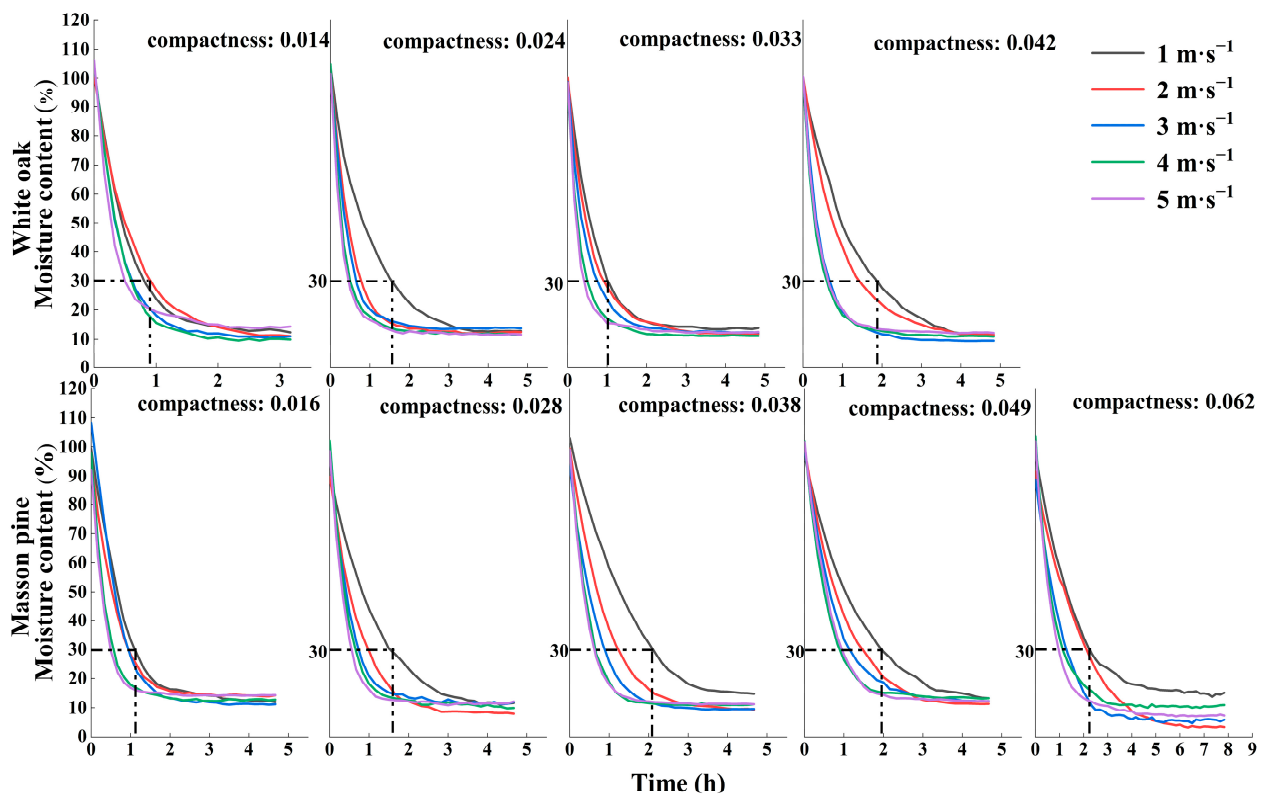 120
110
100
90
80
70
60
50
40
30
20
10
0
White oak
Moisture content (%)
compactness: 0.014
compactness: 0.024
compactness: 0.033
compactness: 0.042
30
30
30
0 1 2 3
0 1 2 3 4 5
0 1 2 3 4 5
0 1 2 3 4 5
1 m·s⁻¹
2 m·s⁻¹
3 m·s⁻¹
4 m·s⁻¹
5 m·s⁻¹
120
110
100
90
80
70
60
50
40
30
20
10
0
Masson pine
Moisture content (%)
compactness: 0.016
compactness: 0.028
compactness: 0.038
compactness: 0.049
compactness: 0.062
30
30
30
30
0 1 2 3 4 5
0 1 2 3 4 5
0 1 2 3 4 5
0 1 2 3 4 5
0 1 2 3 4 5 6 7 8 9
Time (h)